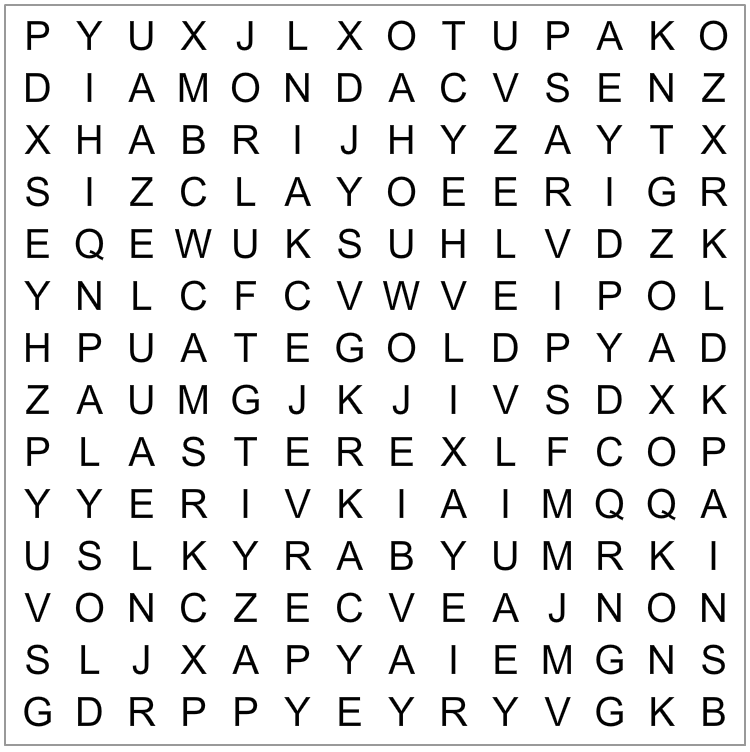 P Y U X J L X O T U P A K O
D I A M O N D A C V S E N Z
X H A B R I J H Y Z A Y T X
S I Z C L A Y O E E R I G R
E Q E W U K S U H L V D Z K
Y N L C F C V W V E I P O L
H P U A T E G O L D P Y A D
Z A U M G J K J I V S D X K
P L A S T E R E X L F C O P
Y Y E R I V K I A I M Q Q A
U S L K Y R A B Y U M R K I
V O N C Z E C V E A J N O N
S L J X A P Y A I E M G N S
G D R P P Y E Y R Y V G K B